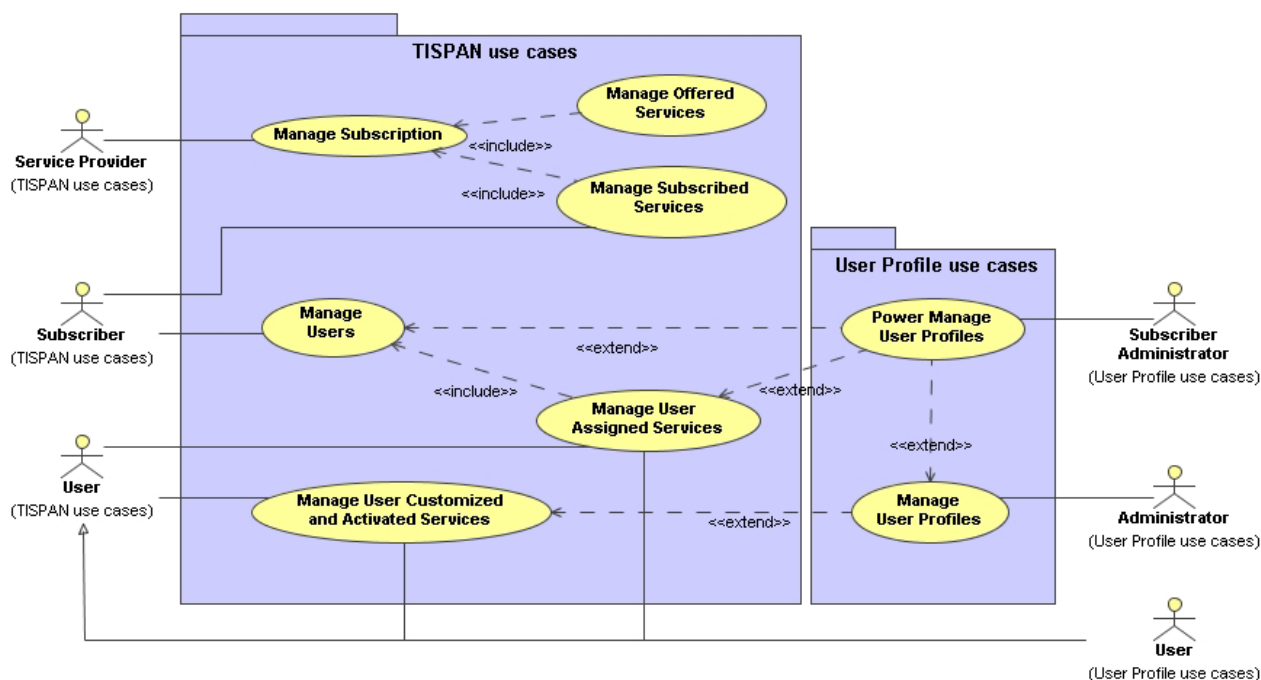 TISPAN use cases
Manage Offered
Services
Manage Subscription
<<include>>
Service Provider
(TISPAN use cases)
Manage Subscribed
Services
<<include>>
User Profile use cases
Manage
Users
Power Manage
User Profiles
Subscriber
(TISPAN use cases)
<<extend>>
Subscriber
Administrator
(User Profile use cases)
<<include>>
<<extend>>
Manage User
Assigned Services
<<extend>>
User
(TISPAN use cases)
Manage User Customized
and Activated Services
<<extend>>
Manage
User Profiles
Administrator
(User Profile use cases)
User
(User Profile use cases)